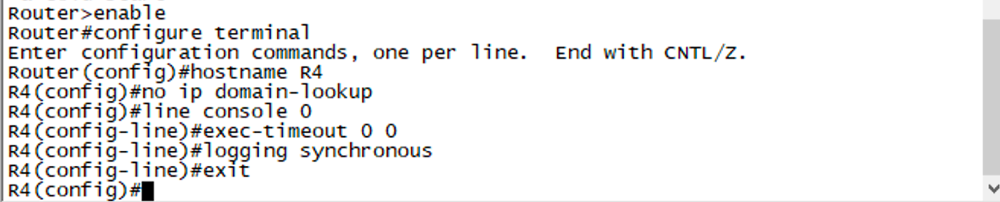 Router>enable
Router#configure terminal
Enter configuration commands, one per line.  End with CNTL/Z.
Router(config)#hostname R4
R4(config)#no ip domain-lookup
R4(config)#line console 0
R4(config-line)#exec-timeout 0 0
R4(config-line)#logging synchronous
R4(config-line)#exit
R4(config)#